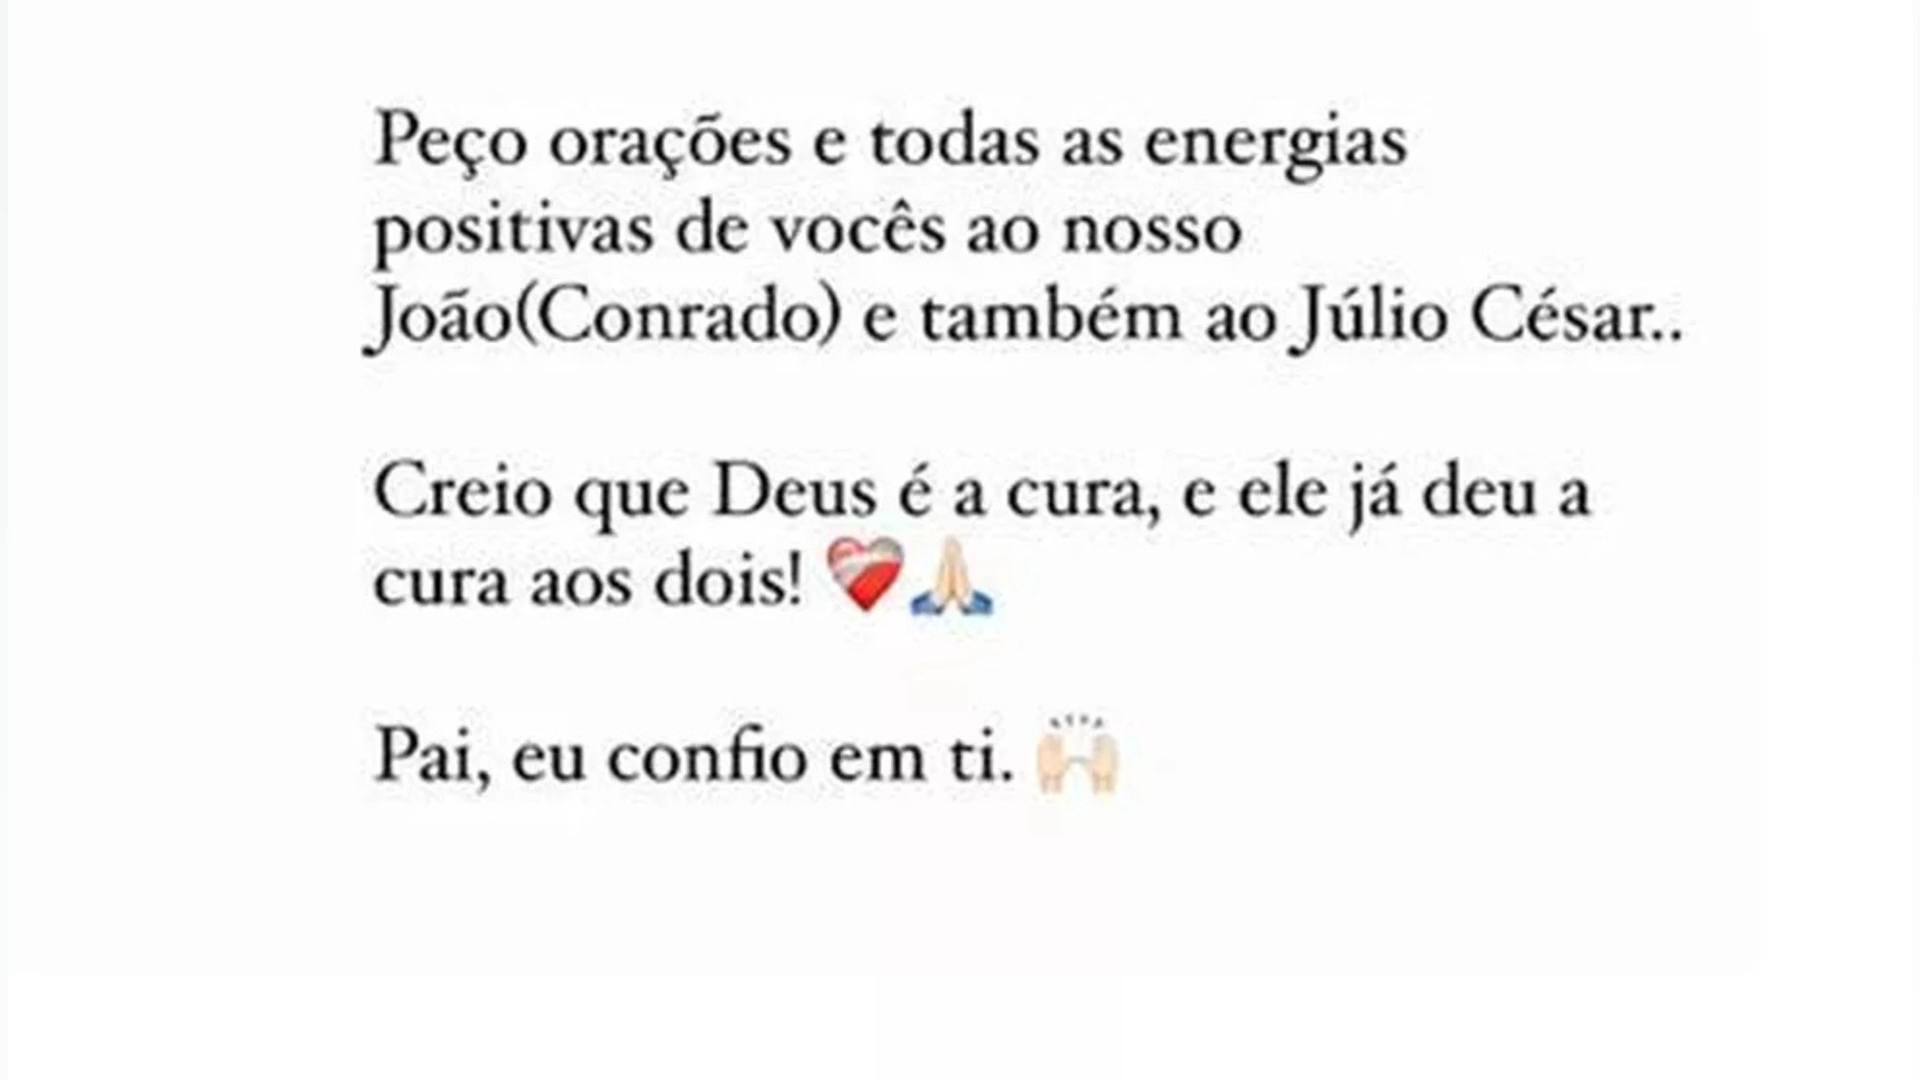 Peço orações e todas as energias
positivas de vocês ao nosso
João(Conrado) e também ao Júlio César..
Creio que Deus é a cura, e ele já deu a
cura aos dois! ❤️‍🩹🙏🏻
Pai, eu confio em ti. 🙌🏻